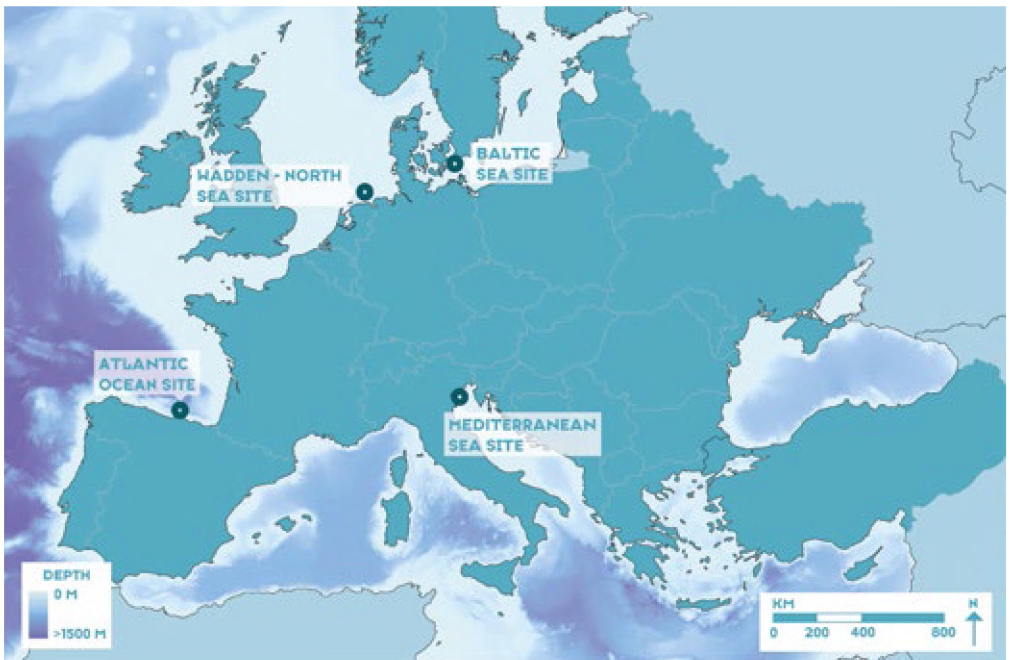 BALTIC
SEA SITE
WADDEN - NORTH
SEA SITE
ATLANTIC
OCEAN SITE
MEDITERRANEAN
SEA SITE
DEPTH
0 M
>1500 M
KM
N
0 200 400 800